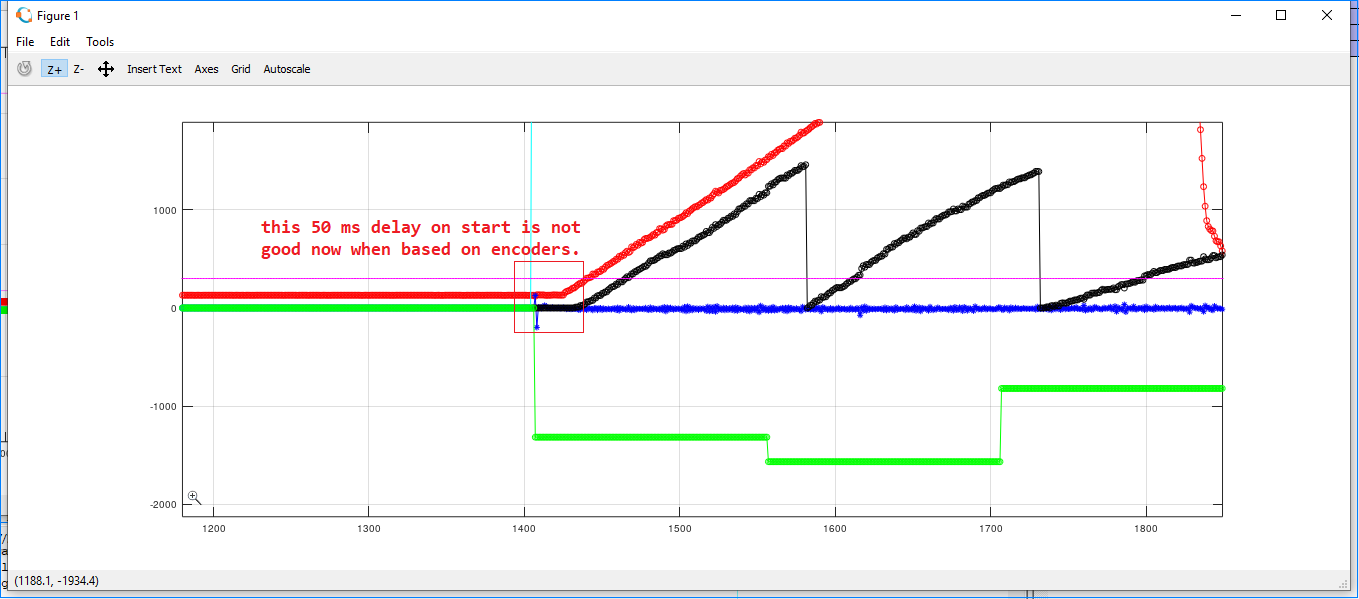 Figure 1
File Edit Tools
Z+ Z- Insert Text Axes Grid Autoscale
this 50 ms delay on start is not
good now when based on encoders.
1000
0
-1000
-2000
1200 1300 1400 1500 1600 1700 1800
(1188.1, -1934.4)